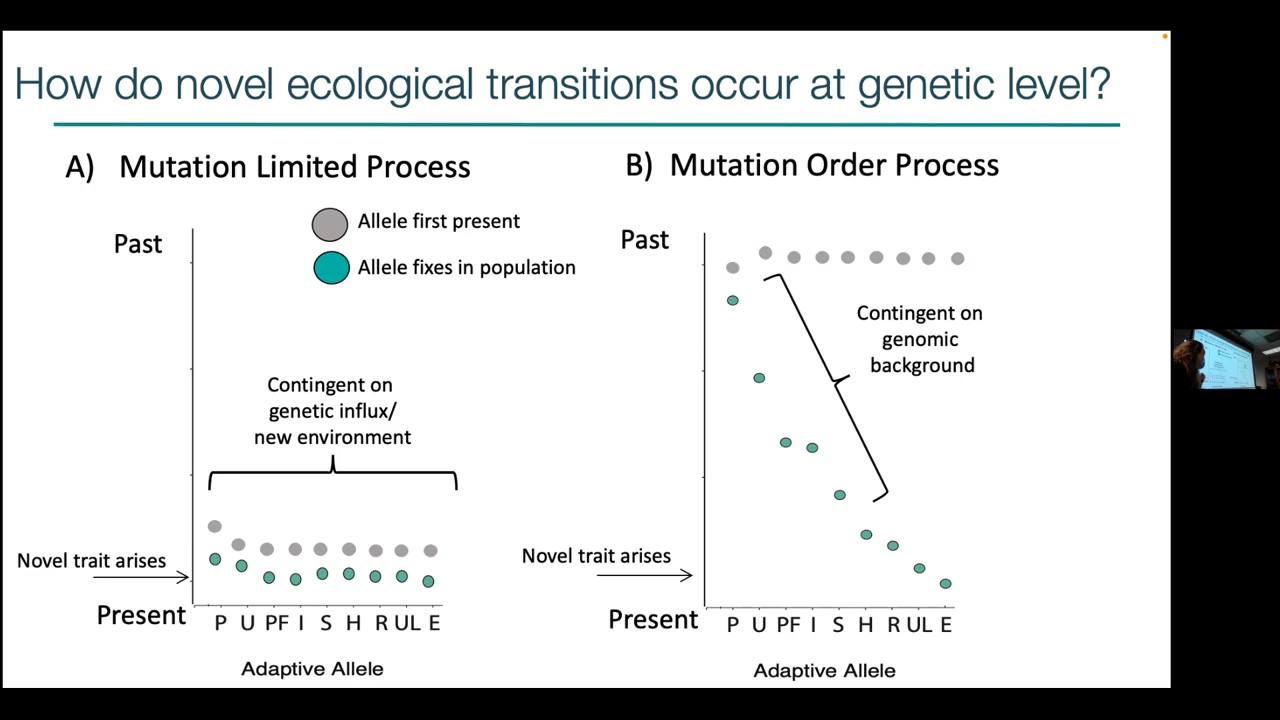 How do novel ecological transitions occur at genetic level?
A) Mutation Limited Process
Allele first present
Allele fixes in population
Past
Contingent on
genetic influx/
new environment
Novel trait arises
Present
P U PF I S H R UL E
Adaptive Allele
B) Mutation Order Process
Past
Contingent on
genomic
background
Novel trait arises
Present
P U PF I S H R UL E
Adaptive Allele